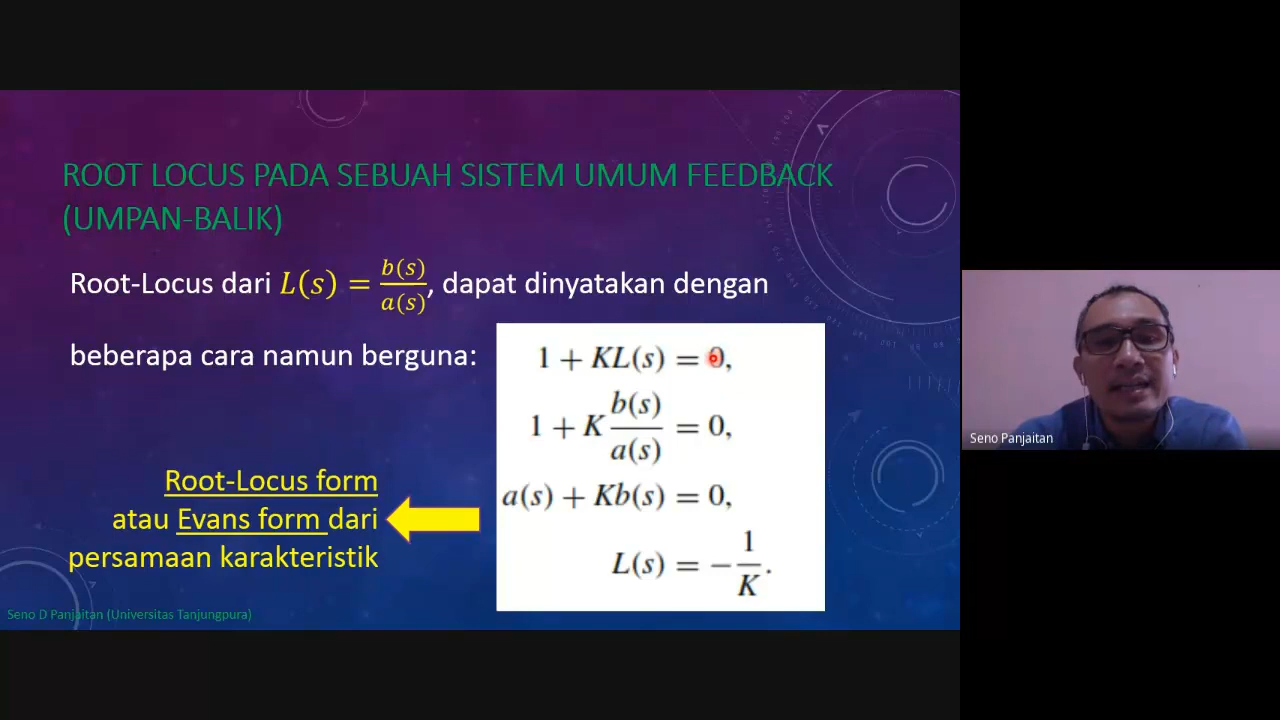 ROOT LOCUS PADA SEBUAH SISTEM UMUM FEEDBACK
(UMPAN-BALIK)
Root-Locus dari L(s) = b(s)/a(s), dapat dinyatakan dengan
beberapa cara namun berguna:
1 + KL(s) = 0,
1 + K b(s)/a(s) = 0,
a(s) + Kb(s) = 0,
L(s) = − 1/K.
Root-Locus form
atau Evans form dari
persamaan karakteristik
Seno D Panjaitan (Universitas Tanjungpura)
Seno Panjaitan